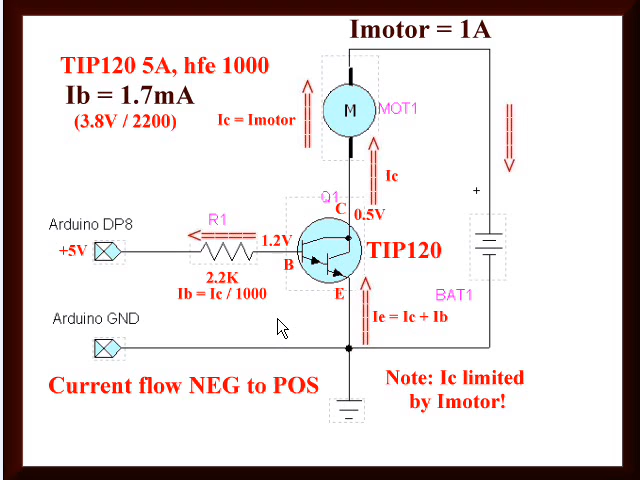 Imotor = 1A
TIP120 5A, hfe 1000
Ib = 1.7mA
(3.8V / 2200)
Ic = Imotor
M
MOT1
Ic
+
Q1
C
0.5V
Arduino DP8
R1
+5V
1.2V
B
TIP120
2.2K
Ib = Ic / 1000
E
BAT1
Arduino GND
Ie = Ic + Ib
Current flow NEG to POS
Note: Ic limited
by Imotor!